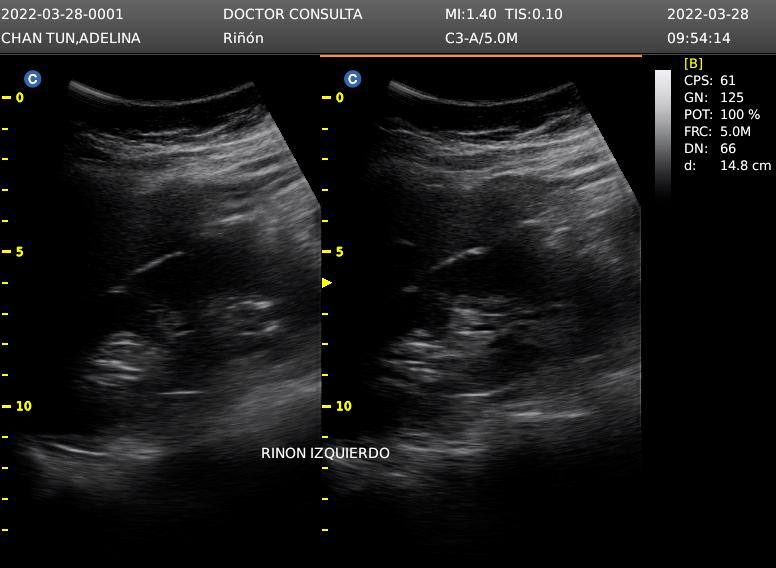 2022-03-28-0001 DOCTOR CONSULTA MI:1.40 TIS:0.10 2022-03-28
CHAN TUN,ADELINA Riñón C3-A/5.0M 09:54:14
[B]
CPS: 61
GN: 125
POT: 100 %
FRC: 5.0M
DN: 66
d: 14.8 cm
C C
0 0
5 5
10 10
RINON IZQUIERDO